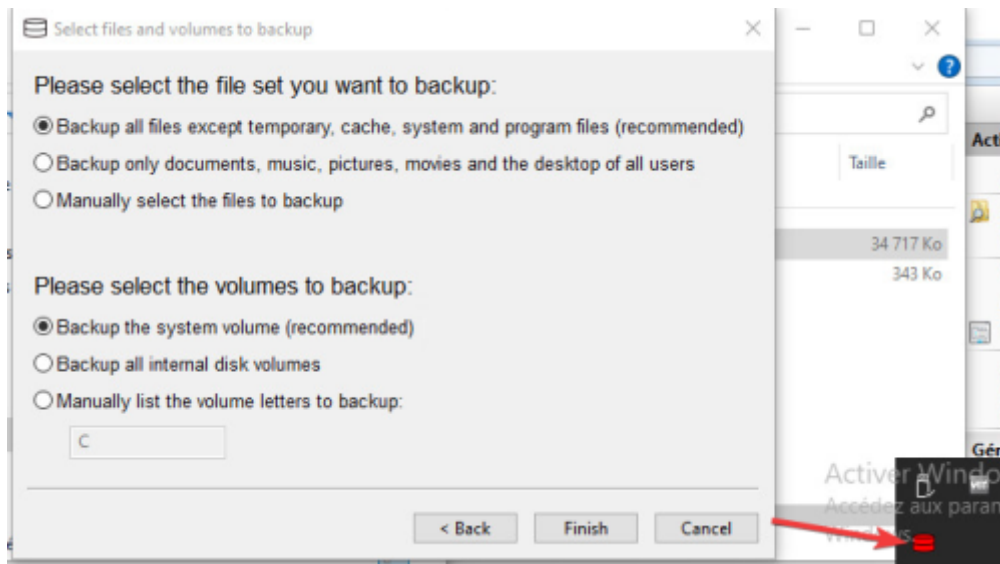 Select files and volumes to backup
Please select the file set you want to backup:
Backup all files except temporary, cache, system and program files (recommended)
Backup only documents, music, pictures, movies and the desktop of all users
Manually select the files to backup
Please select the volumes to backup:
Backup the system volume (recommended)
Backup all internal disk volumes
Manually list the volume letters to backup:
C
< Back
Finish
Cancel
Taille
34 717 Ko
343 Ko
Acti
Gér
Activer Windo
Accédez aux param
Windows.